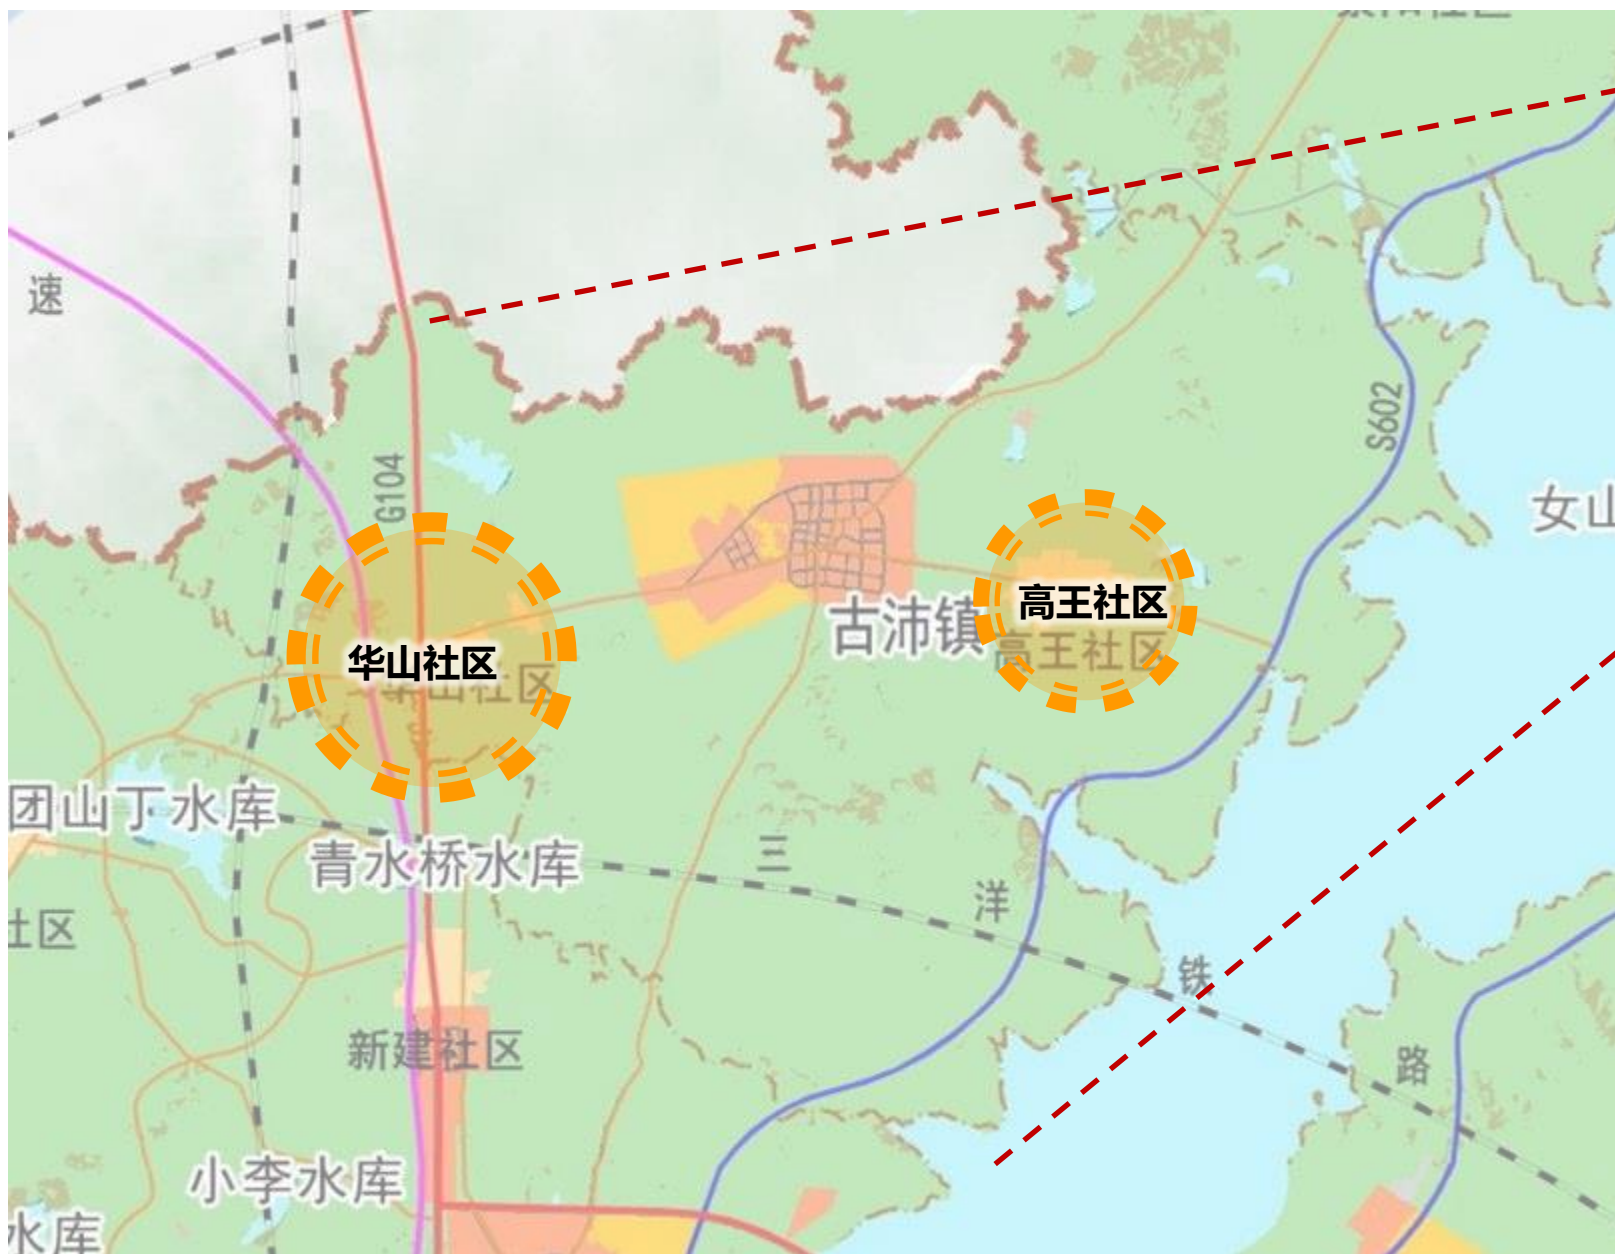 速
G104
S602
女山
古沛镇
高王社区
高王社区
华山社区
华山社区
团山丁水库
青水桥水库
三
洋
铁
路
社区
新建社区
小李水库
水库